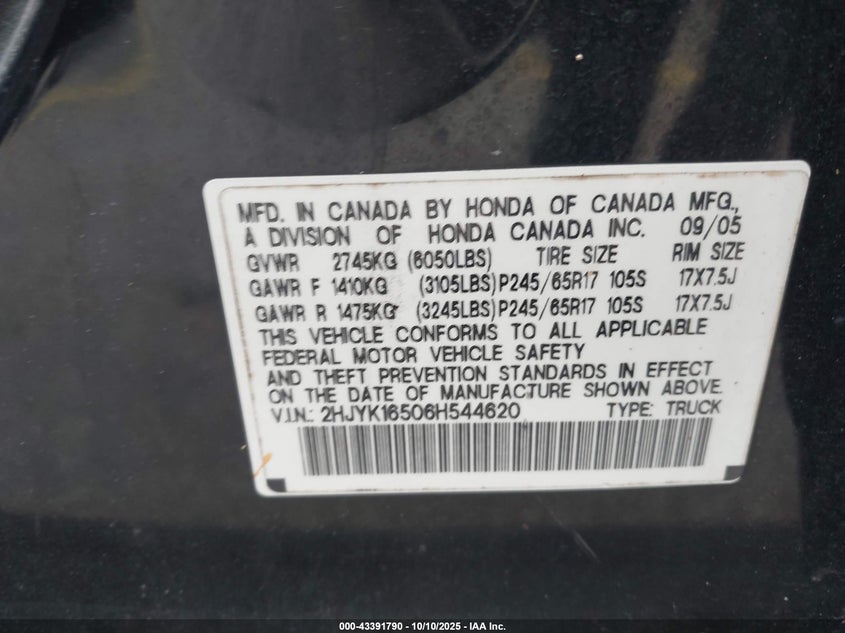 MFD. IN CANADA BY HONDA OF CANADA MFG.,
A DIVISION OF HONDA CANADA INC. 09/05
GVWR 2745KG (6050LBS) TIRE SIZE RIM SIZE
GAWR F 1410KG (3105LBS) P245/65R17 105S 17X7.5J
GAWR R 1475KG (3245LBS) P245/65R17 105S 17X7.5J
THIS VEHICLE CONFORMS TO ALL APPLICABLE
FEDERAL MOTOR VEHICLE SAFETY
AND THEFT PREVENTION STANDARDS IN EFFECT
ON THE DATE OF MANUFACTURE SHOWN ABOVE.
V.I.N.: 2HJYK16506H544620 TYPE: TRUCK
000-43391790 - 10/10/2025 - IAA Inc.